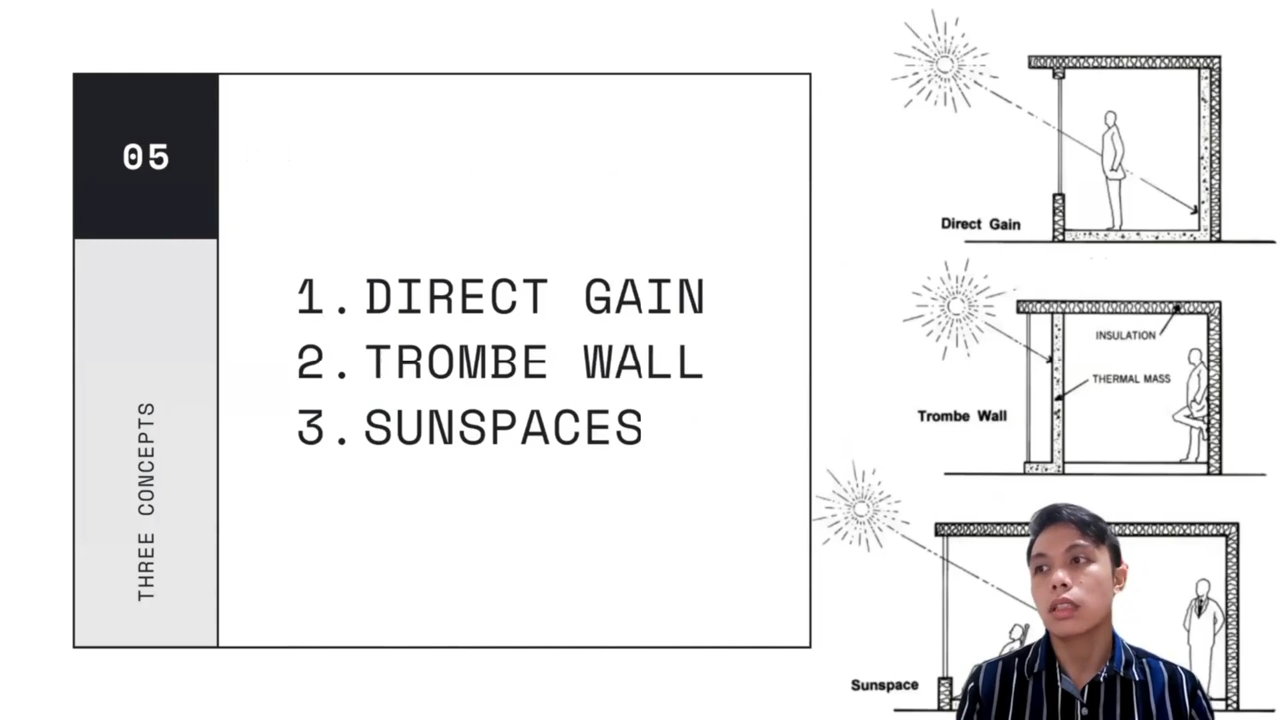 05
THREE CONCEPTS
1. DIRECT GAIN
2. TROMBE WALL
3. SUNSPACES
Direct Gain
INSULATION
THERMAL MASS
Trombe Wall
Sunspace